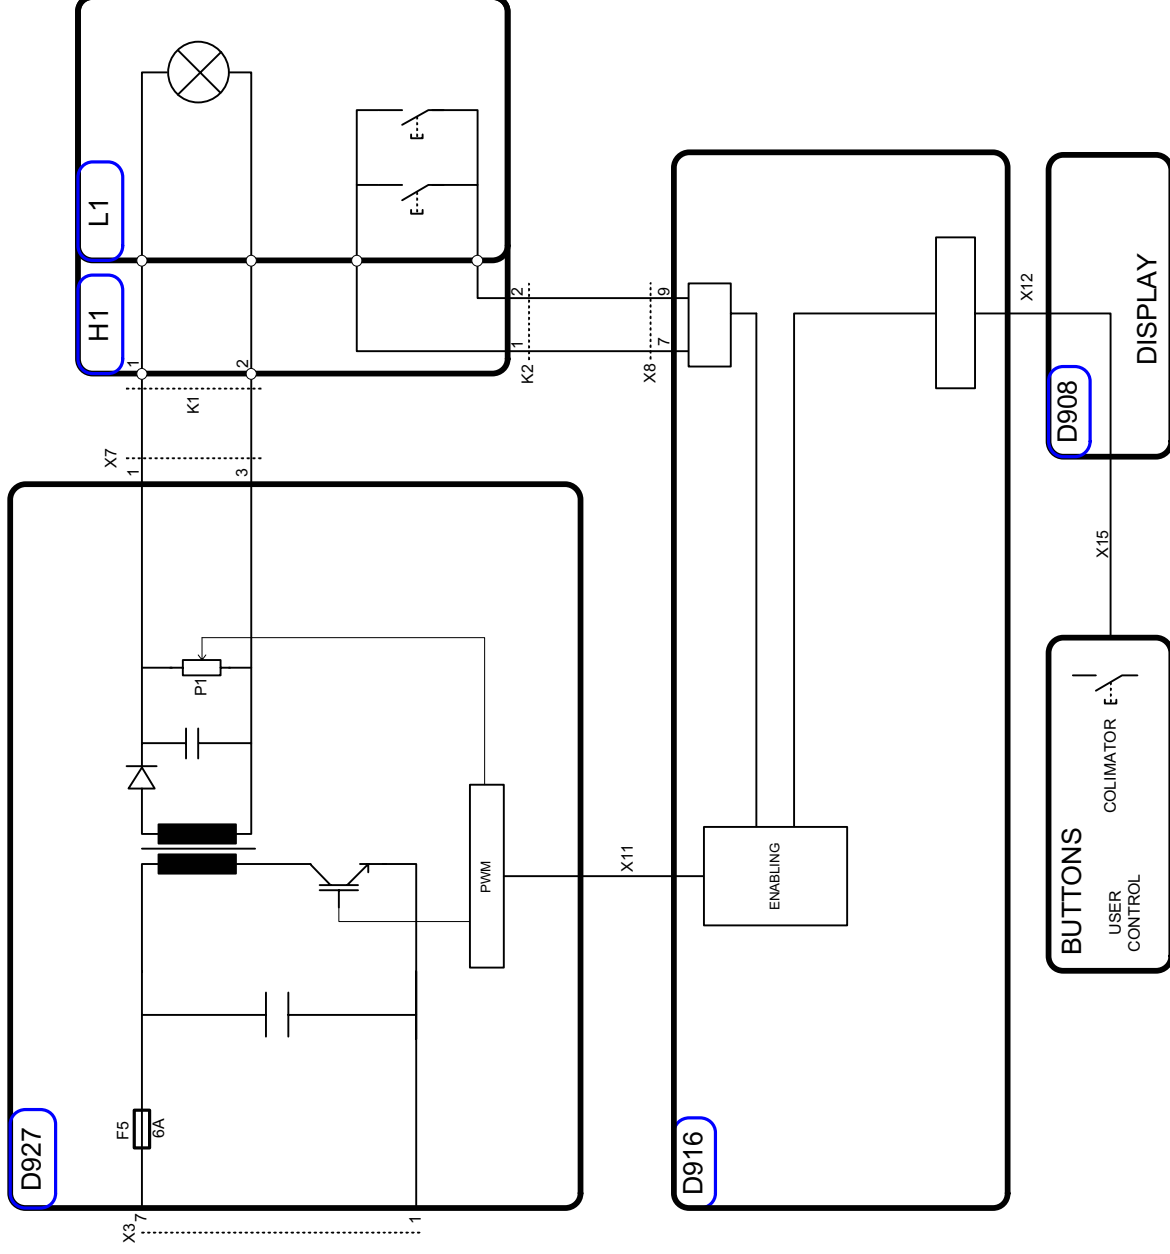 L1
H1
1
2
K1
X7
1
3
1
2
K2
X8
7
9
P1
PWM
X11
ENABLING
F5
6A
D927
X3
7
1
D916
X12
D908
DISPLAY
X15
BUTTONS
USER
CONTROL
COLIMATOR